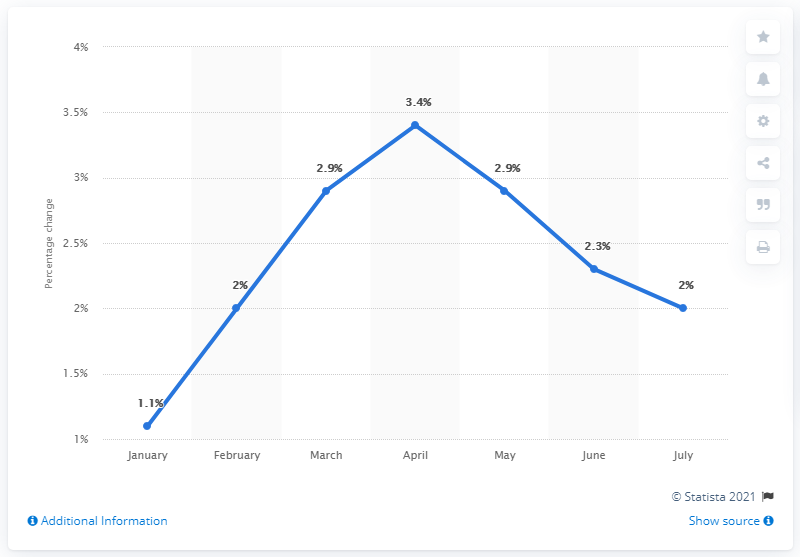 4%
3.5%
3%
2.5%
2%
1.5%
1%
Percentage change
1.1%
2%
2.9%
3.4%
2.9%
2.3%
2%
January February March April May June July
© Statista 2021
Additional Information
Show source